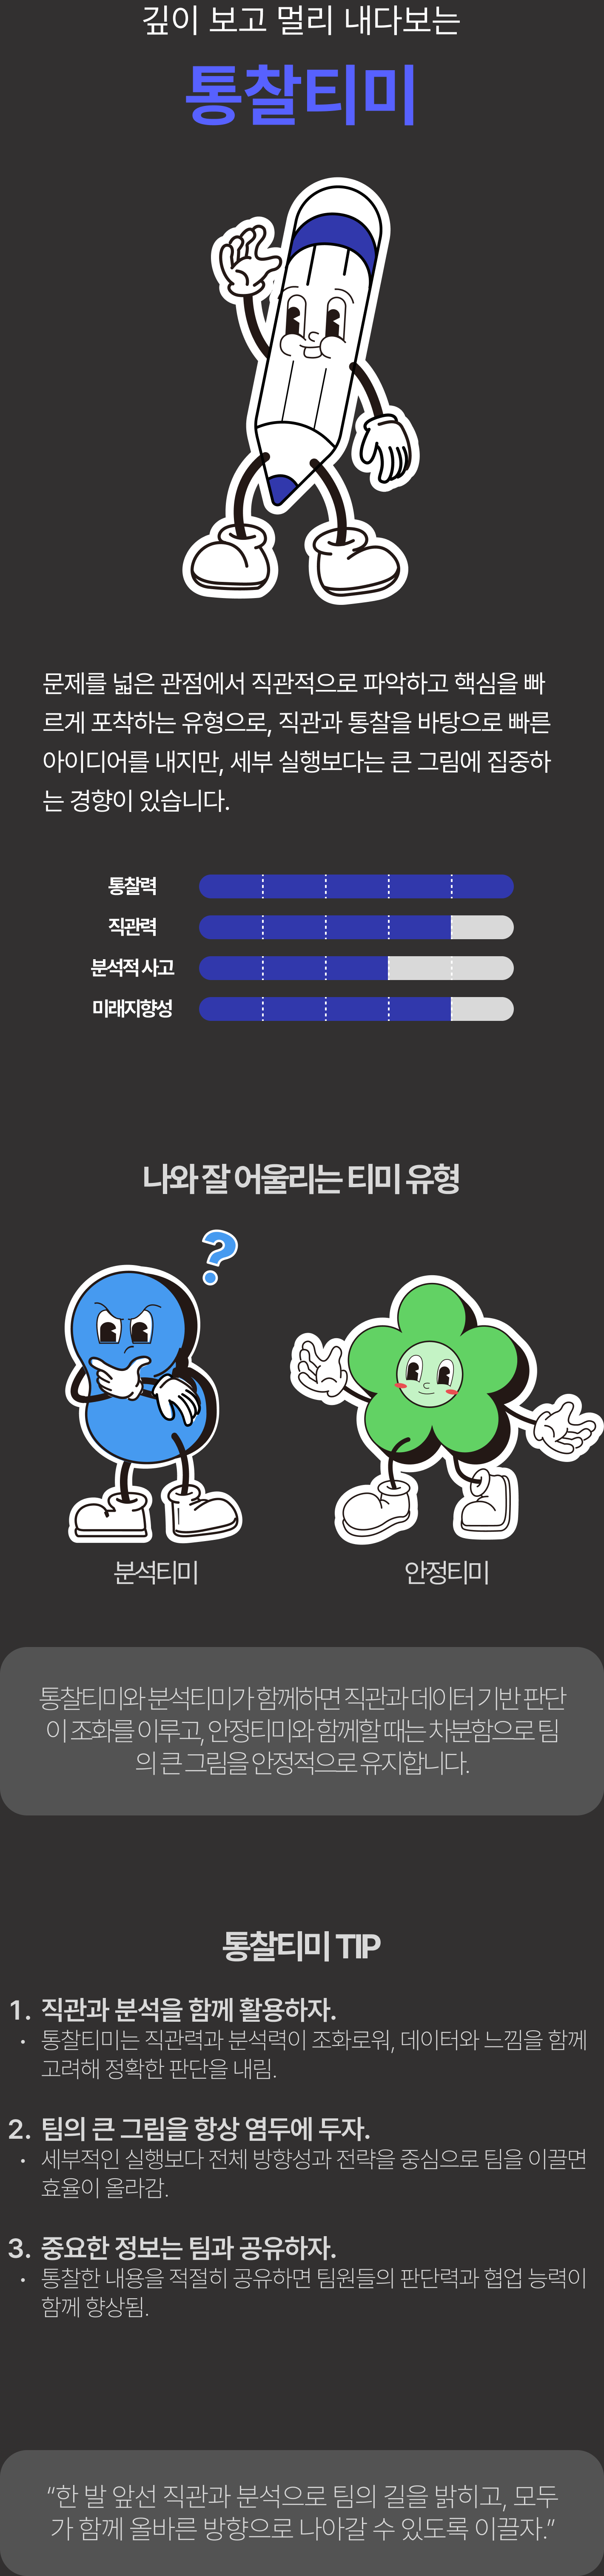 깊이 보고 멀리 내다보는
통찰티미
문제를 넓은 관점에서 직관적으로 파악하고 핵심을 빠
르게 포착하는 유형으로, 직관과 통찰을 바탕으로 빠른
아이디어를 내지만, 세부 실행보다는 큰 그림에 집중하
는 경향이 있습니다.
통찰력
직관력
분석적 사고
미래지향성
나와 잘 어울리는 티미 유형
?
분석티미
안정티미
통찰티미와 분석티미가 함께하면 직관과 데이터 기반 판단
이 조화를 이루고, 안정티미와 함께할 때는 차분함으로 팀
의 큰 그림을 안정적으로 유지합니다.
통찰티미 TIP
1. 직관과 분석을 함께 활용하자.
• 통찰티미는 직관력과 분석력이 조화로워, 데이터와 느낌을 함께
고려해 정확한 판단을 내림.
2. 팀의 큰 그림을 항상 염두에 두자.
• 세부적인 실행보다 전체 방향성과 전략을 중심으로 팀을 이끌면
효율이 올라감.
3. 중요한 정보는 팀과 공유하자.
• 통찰한 내용을 적절히 공유하면 팀원들의 판단력과 협업 능력이
함께 향상됨.
“한 발 앞선 직관과 분석으로 팀의 길을 밝히고, 모두
가 함께 올바른 방향으로 나아갈 수 있도록 이끌자.”